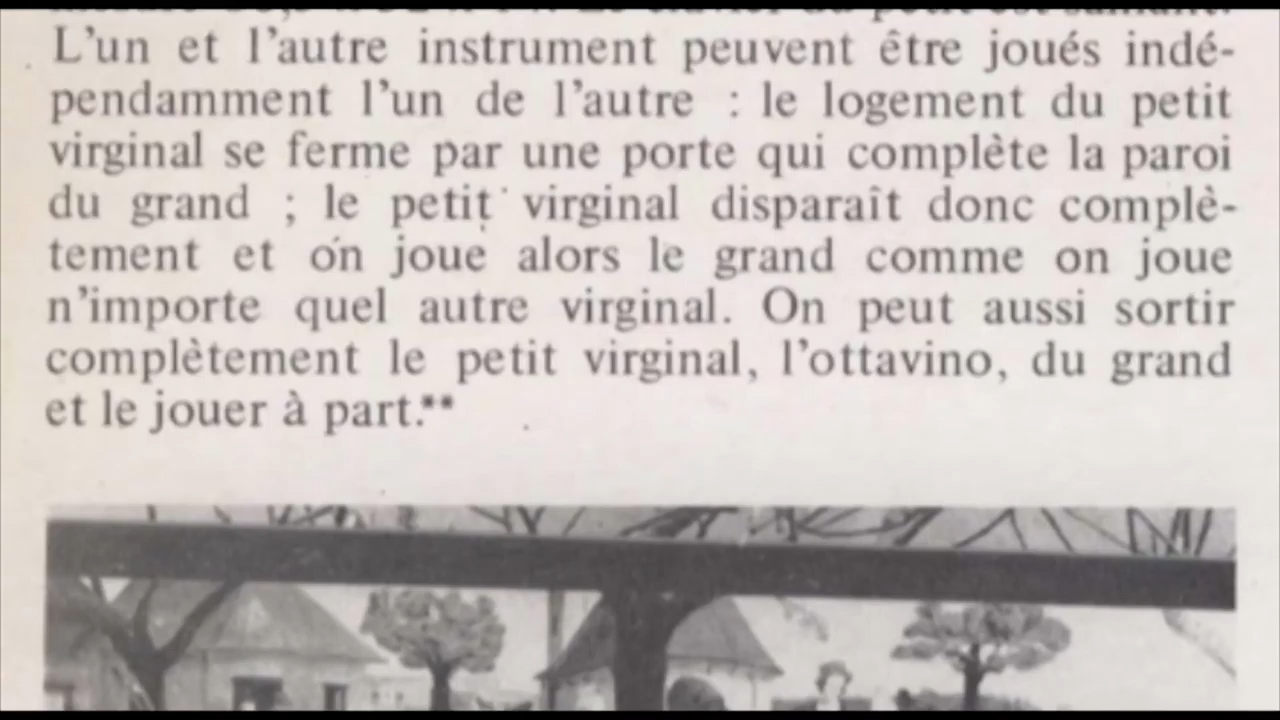 L'un et l'autre instrument peuvent être joués indé-
pendamment l'un de l'autre : le logement du petit
virginal se ferme par une porte qui complète la paroi
du grand ; le petit virginal disparaît donc complè-
tement et on joue alors le grand comme on joue
n'importe quel autre virginal. On peut aussi sortir
complètement le petit virginal, l'ottavino, du grand
et le jouer à part.**